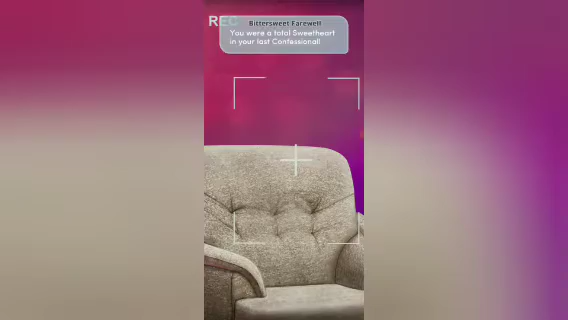 REC
Bittersweet Farewell
You were a total Sweetheart
in your last Confessional!